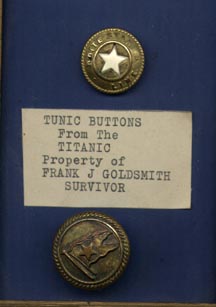 TUNIC BUTTONS
From The
TITANIC
Property of
FRANK J GOLDSMITH
SURVIVOR